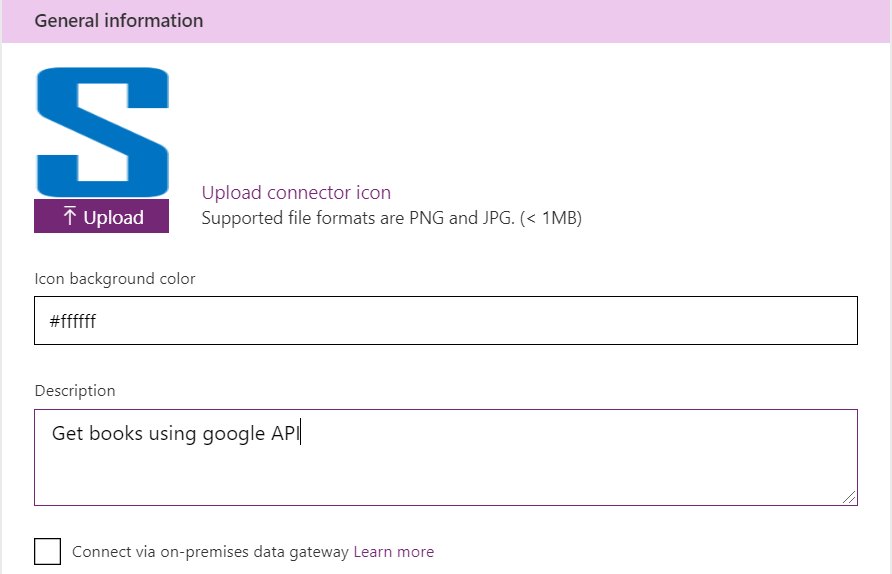 General information
S
Upload
Upload connector icon
Supported file formats are PNG and JPG. (< 1MB)
Icon background color
#ffffff
Description
Get books using google API
Connect via on-premises data gateway Learn more